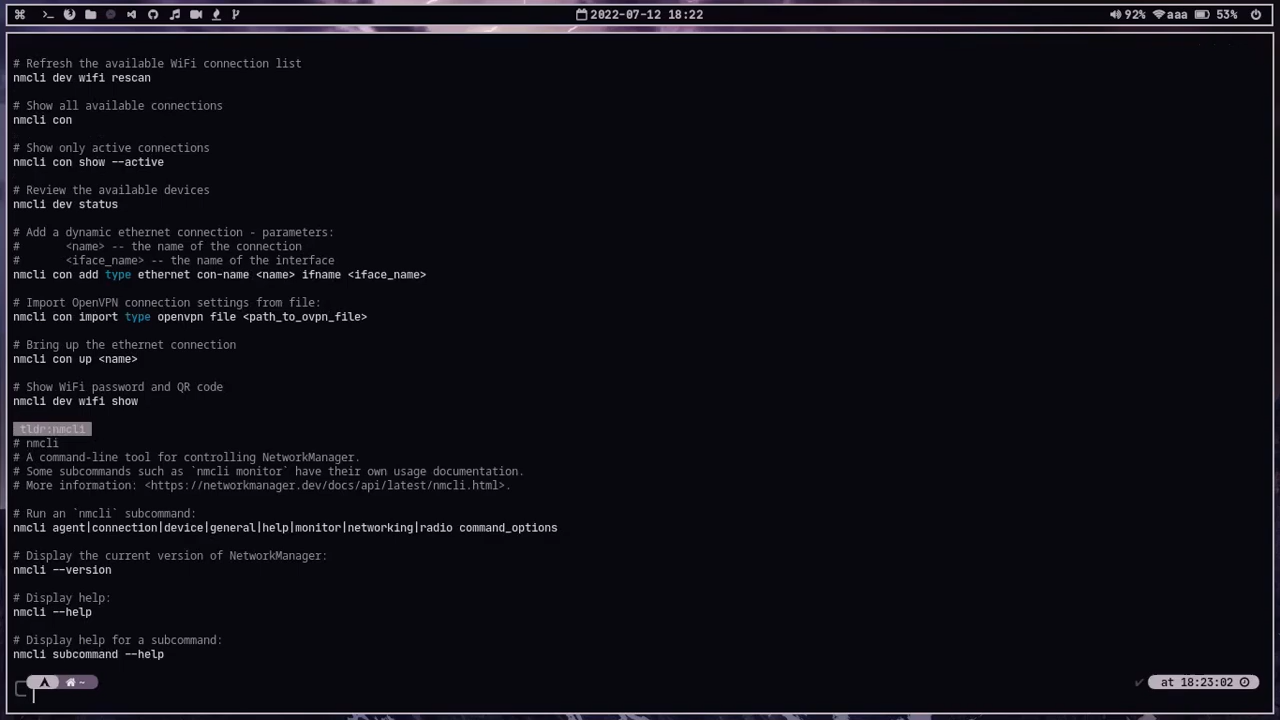 2022-07-12 18:22
92% aaa 53%
# Refresh the available WiFi connection list
nmcli dev wifi rescan
# Show all available connections
nmcli con
# Show only active connections
nmcli con show --active
# Review the available devices
nmcli dev status
# Add a dynamic ethernet connection - parameters:
# <name> -- the name of the connection
# <iface_name> -- the name of the interface
nmcli con add type ethernet con-name <name> ifname <iface_name>
# Import OpenVPN connection settings from file:
nmcli con import type openvpn file <path_to_ovpn_file>
# Bring up the ethernet connection
nmcli con up <name>
# Show WiFi password and QR code
nmcli dev wifi show
tldr:nmcli
# nmcli
# A command-line tool for controlling NetworkManager.
# Some subcommands such as `nmcli monitor` have their own usage documentation.
# More information: <https://networkmanager.dev/docs/api/latest/nmcli.html>.
# Run an `nmcli` subcommand:
nmcli agent|connection|device|general|help|monitor|networking|radio command_options
# Display the current version of NetworkManager:
nmcli --version
# Display help:
nmcli --help
# Display help for a subcommand:
nmcli subcommand --help
~
at 18:23:02